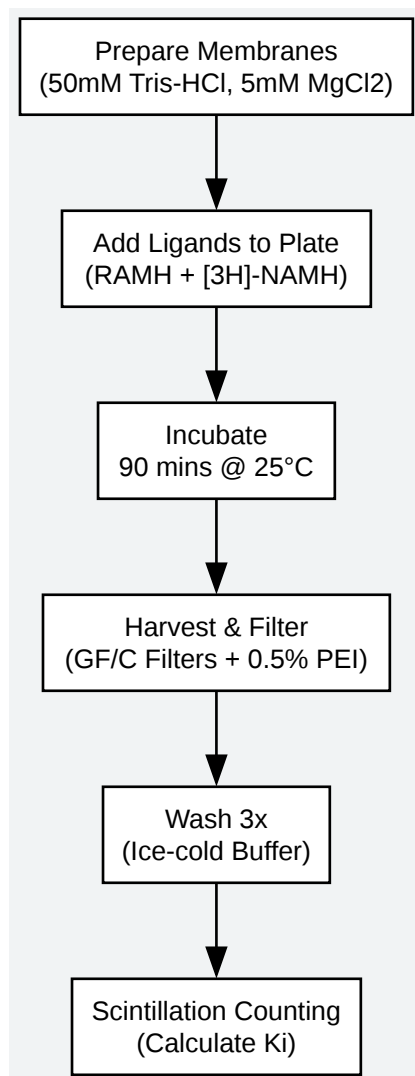 Prepare Membranes
(50mM Tris-HCl, 5mM MgCl2)
Add Ligands to Plate
(RAMH + [3H]-NAMH)
Incubate
90 mins @ 25°C
Harvest & Filter
(GF/C Filters + 0.5% PEI)
Wash 3x
(Ice-cold Buffer)
Scintillation Counting
(Calculate Ki)